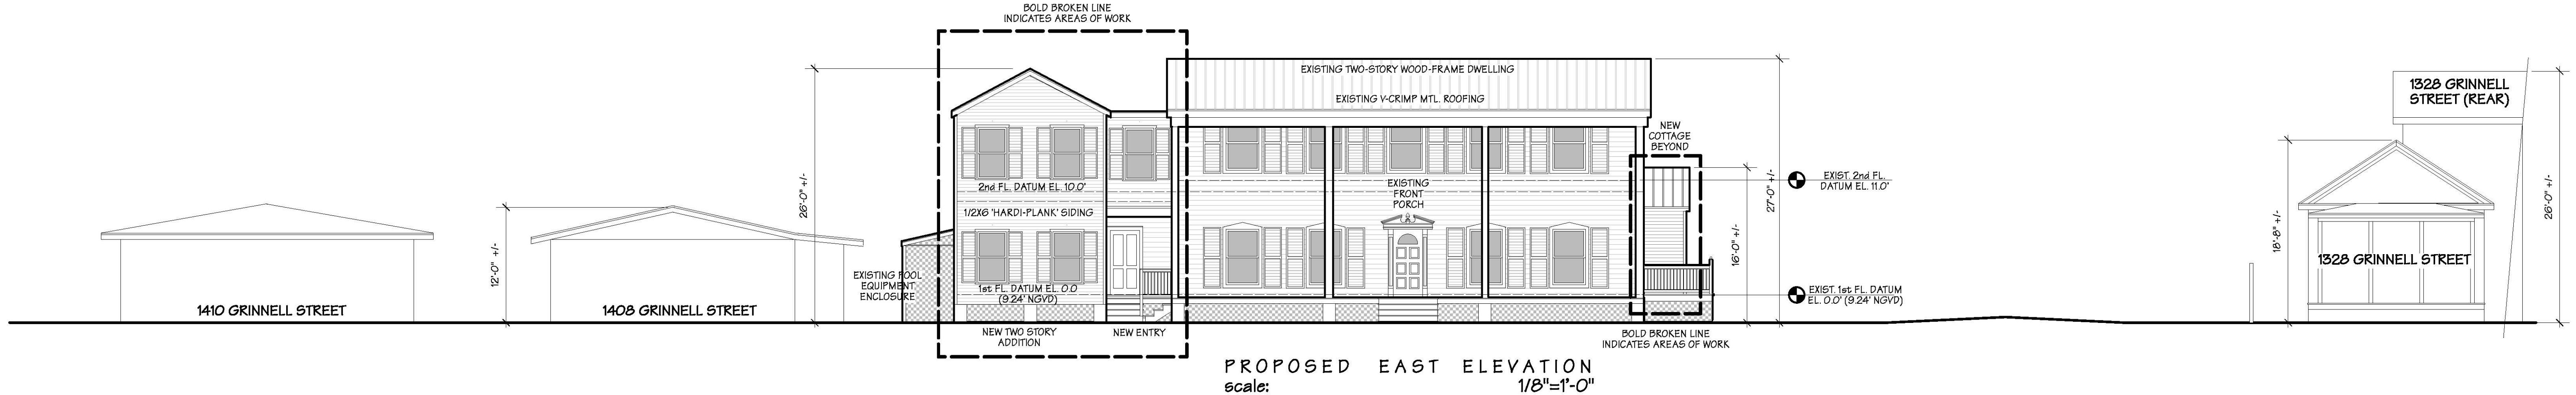 BOLD BROKEN LINE
INDICATES AREAS OF WORK
EXISTING TWO-STORY WOOD-FRAME DWELLING
EXISTING V-CRIMP MTL. ROOFING
1328 GRINNELL
STREET (REAR)
NEW
COTTAGE
BEYOND
26'-0" +/-
2nd FL. DATUM EL. 10.0'
1/2X6 'HARDI-PLANK' SIDING
EXISTING
FRONT
PORCH
27'-0" +/-
EXIST. 2nd FL.
DATUM EL. 11.0'
26'-0" +/-
12'-0" +/-
16'-0" +/-
18'-8" +/-
1328 GRINNELL STREET
EXISTING POOL
EQUIPMENT
ENCLOSURE
1st FL. DATUM EL. 0.0
(9.24' NGVD)
EXIST. 1st FL. DATUM
EL. 0.0' (9.24' NGVD)
1410 GRINNELL STREET
1408 GRINNELL STREET
NEW TWO STORY
ADDITION
NEW ENTRY
BOLD BROKEN LINE
INDICATES AREAS OF WORK
PROPOSED EAST ELEVATION
scale: 1/8"=1'-0"